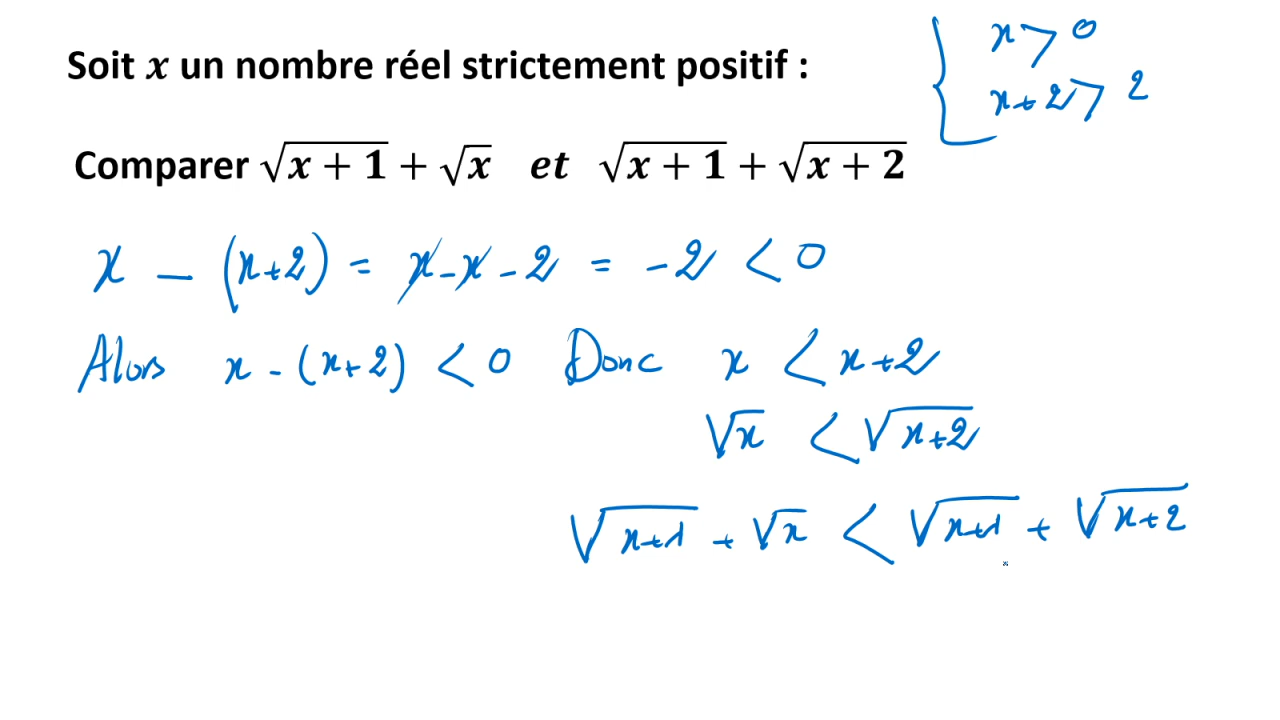 Soit x un nombre réel strictement positif :
x > 0
x + 2 > 2
Comparer √(x + 1) + √x et √(x + 1) + √(x + 2)
x − (x+2) = x − x − 2 = −2 < 0
Alors x − (x+2) < 0 Donc x < x+2
√x < √(x+2)
√(x+1) + √x < √(x+1) + √(x+2)